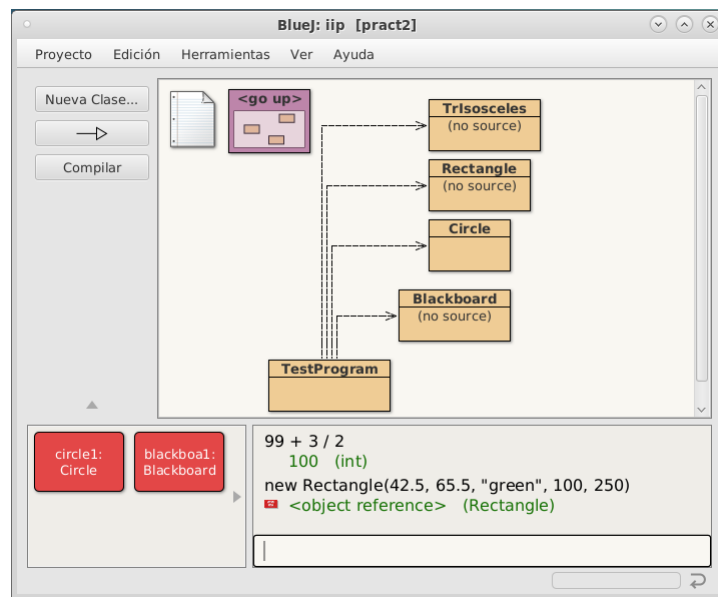 BlueJ: iip [pract2]
Proyecto Edición Herramientas Ver Ayuda
Nueva Clase...
Compilar
<go up>
TrIsosceles
(no source)
Rectangle
(no source)
Circle
Blackboard
(no source)
TestProgram
circle1:
Circle
blackboa1:
Blackboard
99 + 3 / 2
100 (int)
new Rectangle(42.5, 65.5, "green", 100, 250)
<object reference> (Rectangle)